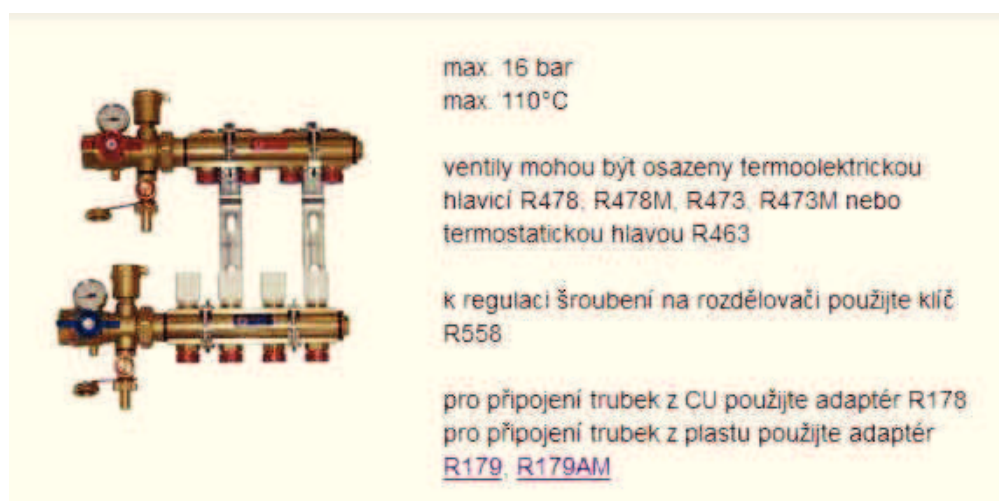 max. 16 bar
max. 110°C
ventily mohou být osazeny termoolektrickou
hlavicí R478, R478M, R473, R473M nebo
termostatickou hlavou R463
k regulaci šroubení na rozdělovači použijte klíč
R558
pro připojení trubek z CU použijte adaptér R178
pro připojení trubek z plastu použijte adaptér
R179, R179AM